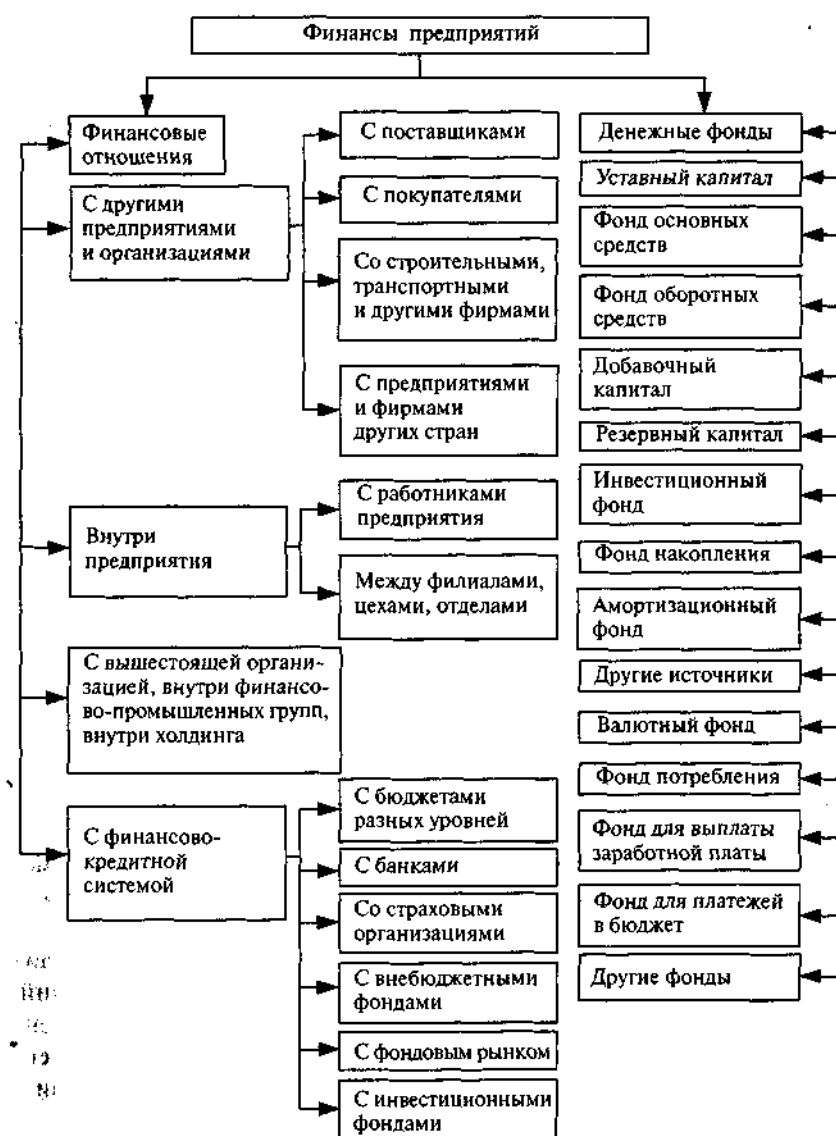 Финансы предприятий
Финансовые
отношения
С другими
предприятиями
и организациями
С поставщиками
С покупателями
Со строительными,
транспортными
и другими фирмами
С предприятиями
и фирмами
других стран
Внутри
предприятия
С работниками
предприятия
Между филиалами,
цехами, отделами
С вышестоящей органи-
зацией, внутри финансо-
во-промышленных групп,
внутри холдинга
С финансово-
кредитной
системой
С бюджетами
разных уровней
С банками
Со страховыми
организациями
С внебюджетными
фондами
С фондовым рынком
С инвестиционными
фондами
Денежные фонды
Уставный капитал
Фонд основных
средств
Фонд оборотных
средств
Добавочный
капитал
Резервный капитал
Инвестиционный
фонд
Фонд накопления
Амортизационный
фонд
Другие источники
Валютный фонд
Фонд потребления
Фонд для выплаты
заработной платы
Фонд для платежей
в бюджет
Другие фонды